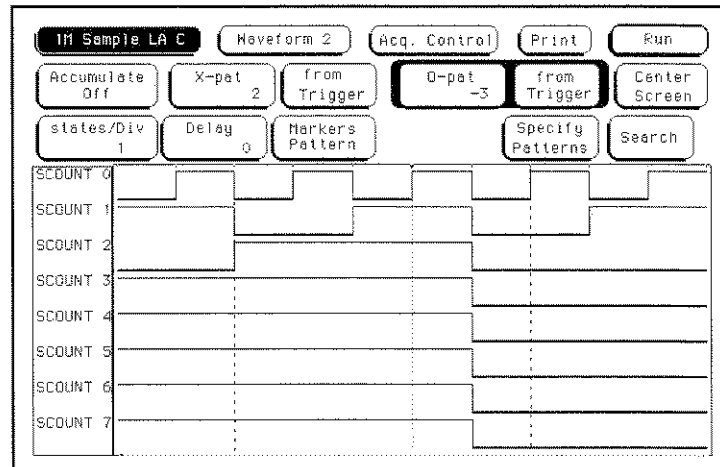 1M Sample LA C Waveform 2 Acq. Control Print Run
Accumulate Off
X-pat 2
from Trigger
O-pat -3
from Trigger
Center Screen
states/Div 1
Delay 0
Markers Pattern
Specify Patterns
Search
SCOUNT 0
SCOUNT 1
SCOUNT 2
SCOUNT 3
SCOUNT 4
SCOUNT 5
SCOUNT 6
SCOUNT 7